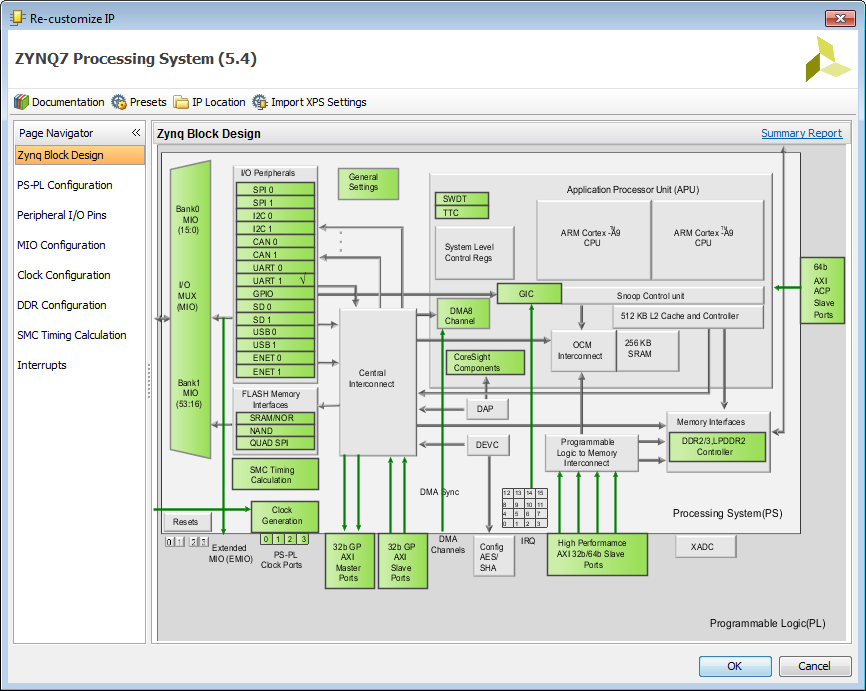 Re-customize IP
ZYNQ7 Processing System (5.4)
Documentation Presets IP Location Import XPS Settings
Page Navigator «
Zynq Block Design
PS-PL Configuration
Peripheral I/O Pins
MIO Configuration
Clock Configuration
DDR Configuration
SMC Timing Calculation
Interrupts
Zynq Block Design
Summary Report
Bank0
MIO
(15:0)
I/O
MUX
(MIO)
Bank1
MIO
(53:16)
I/O Peripherals
SPI 0
SPI 1
I2C 0
I2C 1
CAN 0
CAN 1
UART 0
UART 1 √
GPIO
SD 0
SD 1
USB 0
USB 1
ENET 0
ENET 1
FLASH Memory
Interfaces
SRAM/NOR
NAND
QUAD SPI
SMC Timing
Calculation
General
Settings
Application Processor Unit (APU)
SWDT
TTC
System Level
Control Regs
ARM Cortex -A9
TM
CPU
ARM Cortex -A9
TM
CPU
GIC
Snoop Control unit
DMA8
Channel
512 KB L2 Cache and Controller
OCM
Interconnect
256 KB
SRAM
CoreSight
Components
Central
Interconnect
DAP
DEVC
Programmable
Logic to Memory
Interconnect
Memory Interfaces
DDR2/3,LPDDR2
Controller
64b
AXI
ACP
Slave
Ports
DMA Sync
12 13 14 15
8 9 10 11
4 5 6 7
0 1 2 3
Processing System(PS)
Resets
Clock
Generation
0 1 2 3
Extended
MIO (EMIO)
PS-PL
Clock Ports
32b GP
AXI
Master
Ports
32b GP
AXI
Slave
Ports
DMA
Channels
Config
AES/
SHA
IRQ
High Performamce
AXI 32b/64b Slave
Ports
XADC
Programmable Logic(PL)
OK
Cancel